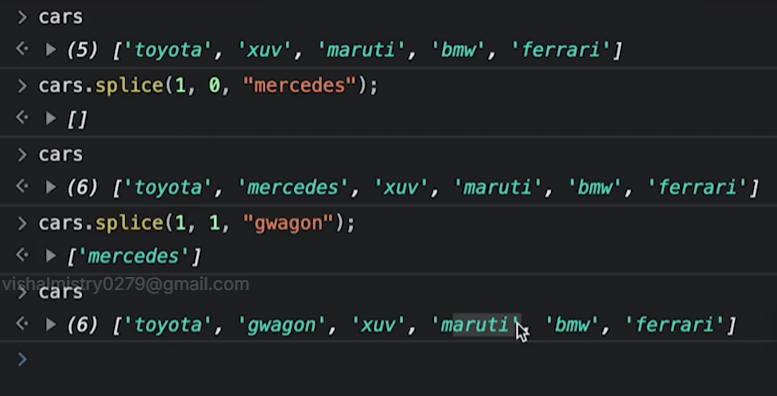 > cars
<· ▶ (5) ['toyota', 'xuv', 'maruti', 'bmw', 'ferrari']
> cars.splice(1, 0, "mercedes");
<· ▶ []
> cars
<· ▶ (6) ['toyota', 'mercedes', 'xuv', 'maruti', 'bmw', 'ferrari']
> cars.splice(1, 1, "gwagon");
<· ▶ ['mercedes']
vishalmistry0279@gmail.com
> cars
<· ▶ (6) ['toyota', 'gwagon', 'xuv', 'maruti', 'bmw', 'ferrari']
>